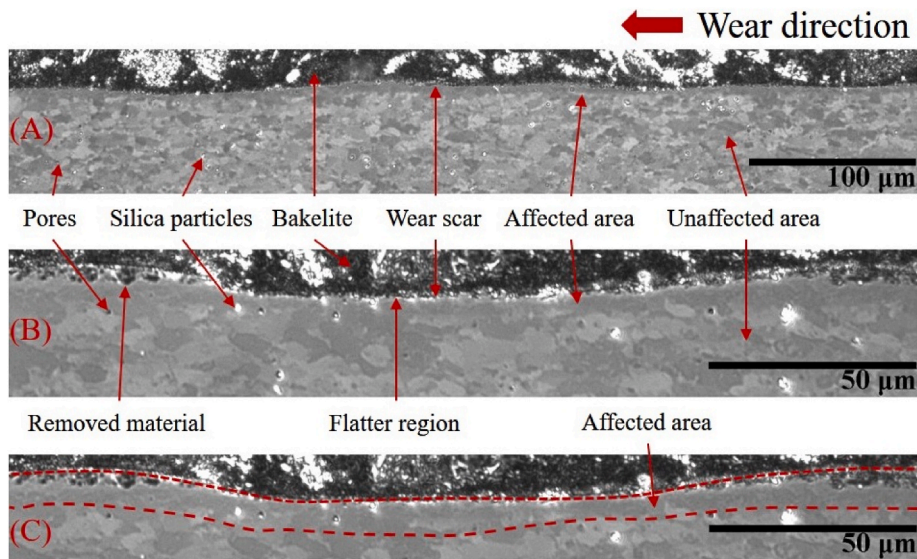 Wear direction
(A)
100 µm
Pores
Silica particles
Bakelite
Wear scar
Affected area
Unaffected area
(B)
50 µm
Removed material
Flatter region
Affected area
(C)
50 µm